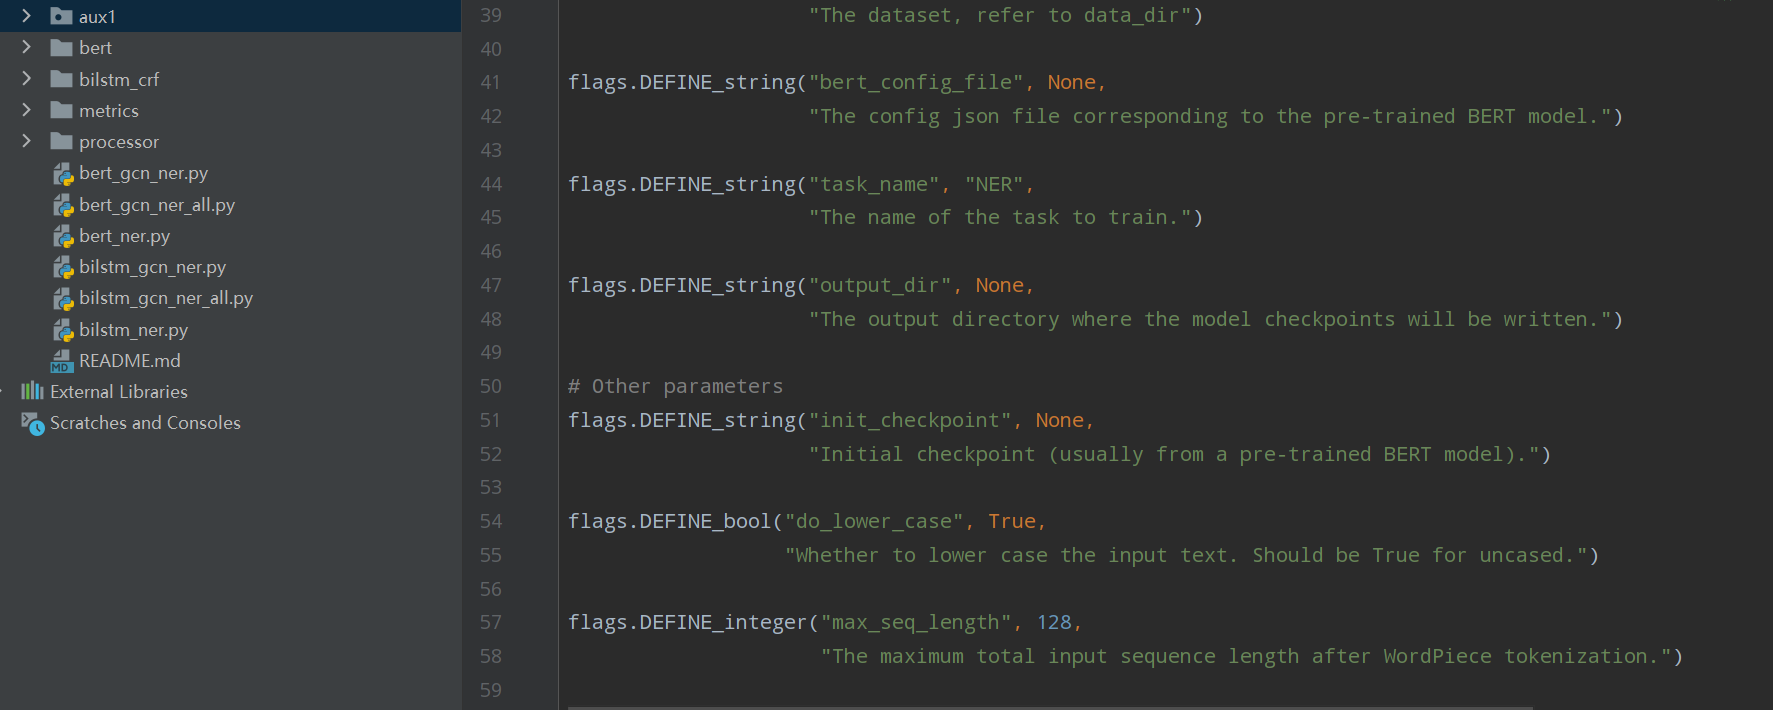 aux1
bert
bilstm_crf
metrics
processor
bert_gcn_ner.py
bert_gcn_ner_all.py
bert_ner.py
bilstm_gcn_ner.py
bilstm_gcn_ner_all.py
bilstm_ner.py
MD README.md
External Libraries
Scratches and Consoles
39 "The dataset, refer to data_dir")
40
41 flags.DEFINE_string("bert_config_file", None,
42 "The config json file corresponding to the pre-trained BERT model.")
43
44 flags.DEFINE_string("task_name", "NER",
45 "The name of the task to train.")
46
47 flags.DEFINE_string("output_dir", None,
48 "The output directory where the model checkpoints will be written.")
49
50 # Other parameters
51 flags.DEFINE_string("init_checkpoint", None,
52 "Initial checkpoint (usually from a pre-trained BERT model).")
53
54 flags.DEFINE_bool("do_lower_case", True,
55 "Whether to lower case the input text. Should be True for uncased.")
56
57 flags.DEFINE_integer("max_seq_length", 128,
58 "The maximum total input sequence length after WordPiece tokenization.")
59